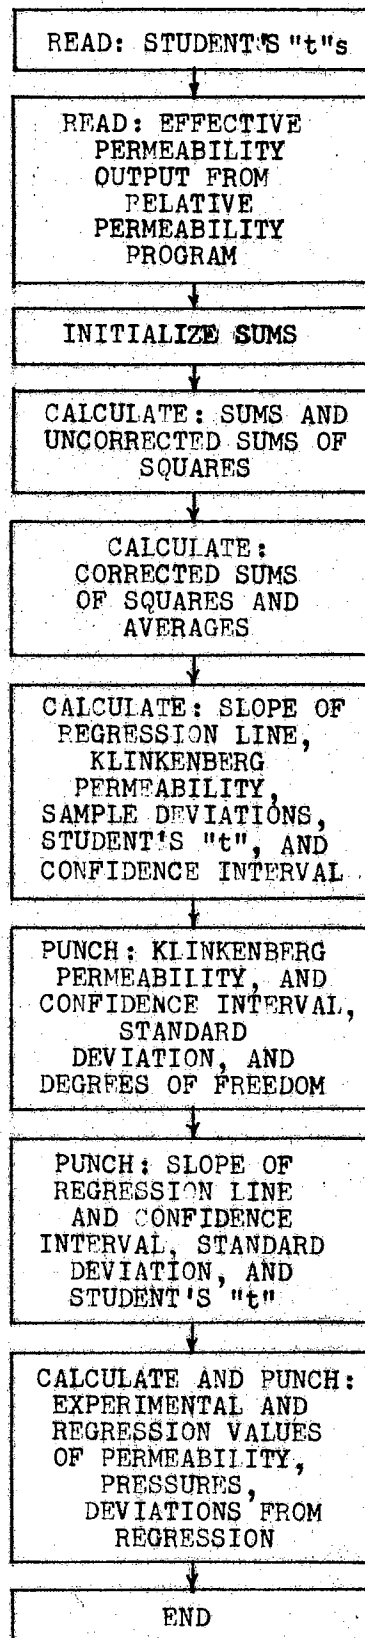 READ: STUDENT'S "t"s
READ: EFFECTIVE
PERMEABILITY
OUTPUT FROM
RELATIVE
PERMEABILITY
PROGRAM
INITIALIZE SUMS
CALCULATE: SUMS AND
UNCORRECTED SUMS OF
SQUARES
CALCULATE:
CORRECTED SUMS
OF SQUARES AND
AVERAGES
CALCULATE: SLOPE OF
REGRESSION LINE,
KLINKENBERG
PERMEABILITY,
SAMPLE DEVIATIONS,
STUDENT'S "t", AND
CONFIDENCE INTERVAL
PUNCH: KLINKENBERG
PERMEABILITY, AND
CONFIDENCE INTERVAL,
STANDARD
DEVIATION, AND
DEGREES OF FREEDOM
PUNCH: SLOPE OF
REGRESSION LINE
AND CONFIDENCE
INTERVAL, STANDARD
DEVIATION, AND
STUDENT'S "t"
CALCULATE AND PUNCH:
EXPERIMENTAL AND
REGRESSION VALUES
OF PERMEABILITY,
PRESSURES,
DEVIATIONS FROM
REGRESSION
END